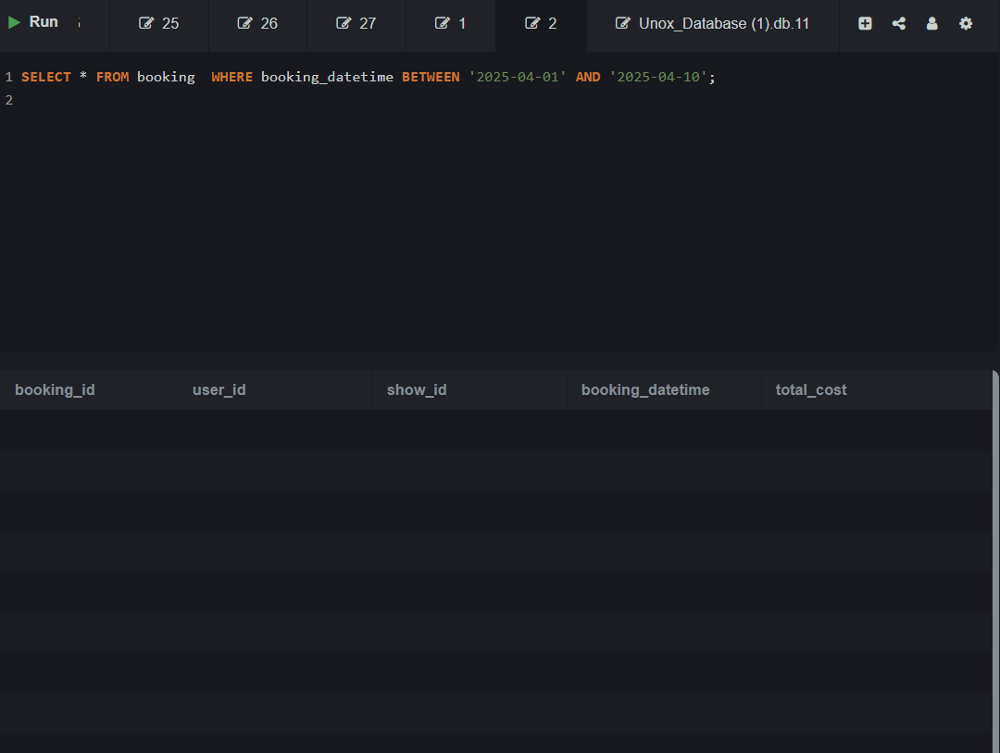 Run 25 26 27 1 2 Unox_Database (1).db.11
1 SELECT * FROM booking  WHERE booking_datetime BETWEEN '2025-04-01' AND '2025-04-10';
2
booking_id user_id show_id booking_datetime total_cost